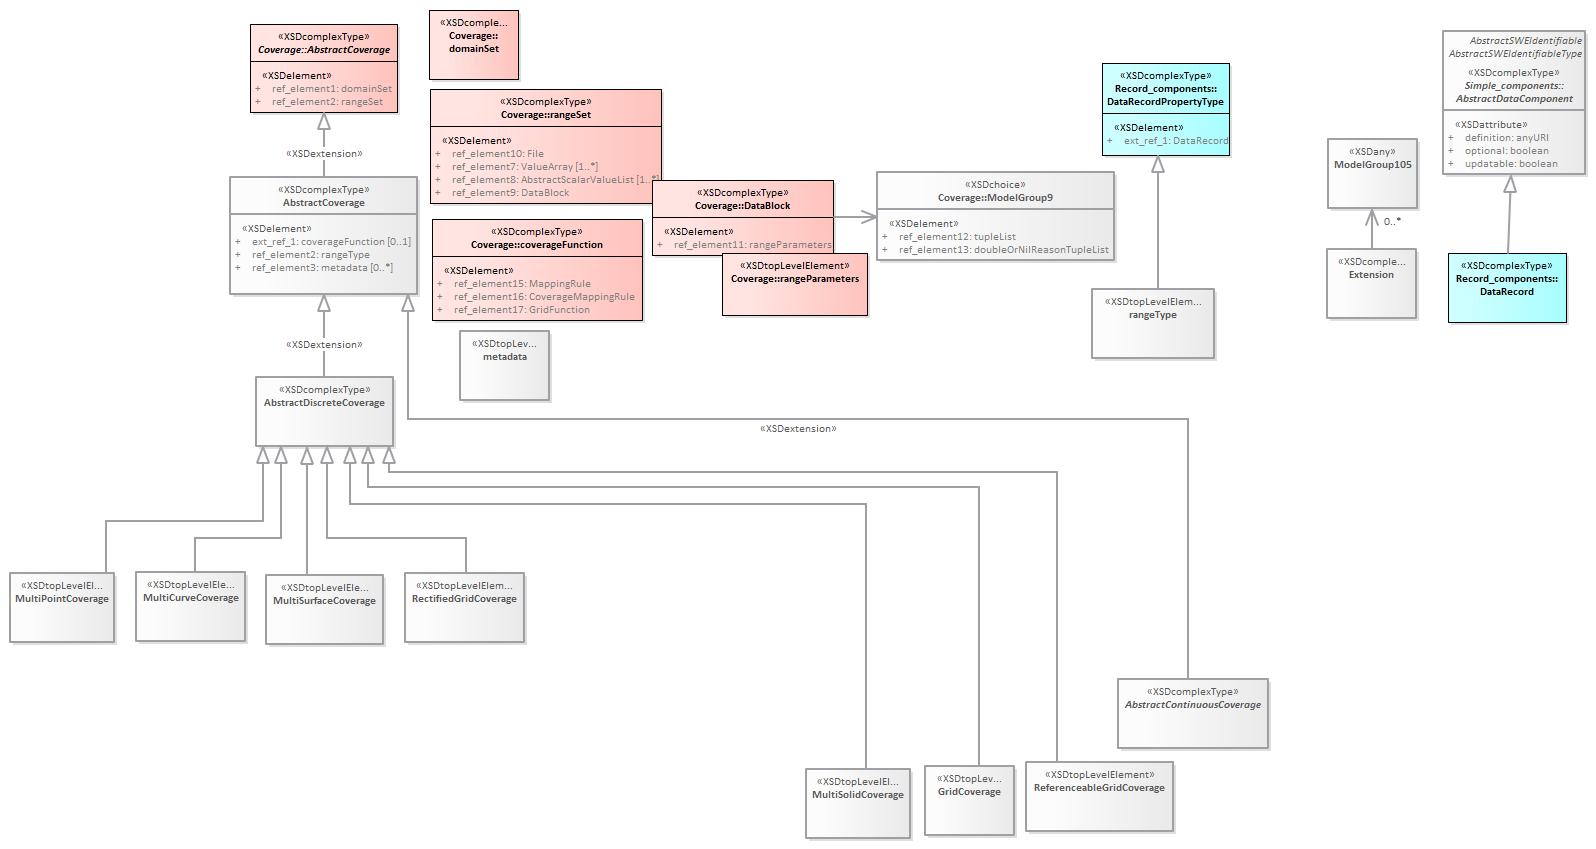 «XSDcomplexType»
Coverage::AbstractCoverage
«XSDelement»
+ ref_element1: domainSet
+ ref_element2: rangeSet
«XSDcomple...
Coverage::
domainSet
«XSDcomplexType»
Coverage::rangeSet
«XSDelement»
+ ref_element10: File
+ ref_element7: ValueArray [1..*]
+ ref_element8: AbstractScalarValueList [1..*]
+ ref_element9: DataBlock
«XSDextension»
«XSDcomplexType»
AbstractCoverage
«XSDelement»
+ ext_ref_1: coverageFunction [0..1]
+ ref_element2: rangeType
+ ref_element3: metadata [0..*]
«XSDcomplexType»
Coverage::coverageFunction
«XSDelement»
+ ref_element15: MappingRule
+ ref_element16: CoverageMappingRule
+ ref_element17: GridFunction
«XSDcomplexType»
Coverage::DataBlock
«XSDelement»
+ ref_element11: rangeParameters
«XSDtopLevelElement»
Coverage::rangeParameters
«XSDchoice»
Coverage::ModelGroup9
«XSDelement»
+ ref_element12: tupleList
+ ref_element13: doubleOrNilReasonTupleList
«XSDcomplexType»
Record_components::
DataRecordPropertyType
«XSDelement»
+ ext_ref_1: DataRecord
«XSDtopLevelElem...
rangeType
«XSDany»
ModelGroup105
0..*
«XSDcomple...
Extension
AbstractSWEIdentifiable
AbstractSWEIdentifiableType
«XSDcomplexType»
Simple_components::
AbstractDataComponent
«XSDattribute»
+ definition: anyURI
+ optional: boolean
+ updatable: boolean
«XSDcomplexType»
Record_components::
DataRecord
«XSDtopLev...
metadata
«XSDextension»
«XSDcomplexType»
AbstractDiscreteCoverage
«XSDextension»
«XSDtopLevelEl...
MultiPointCoverage
«XSDtopLevelEle...
MultiCurveCoverage
«XSDtopLevelElem...
MultiSurfaceCoverage
«XSDtopLevelElem...
RectifiedGridCoverage
«XSDcomplexType»
AbstractContinuousCoverage
«XSDtopLevelEl...
MultiSolidCoverage
«XSDtopLev...
GridCoverage
«XSDtopLevelElement»
ReferenceableGridCoverage